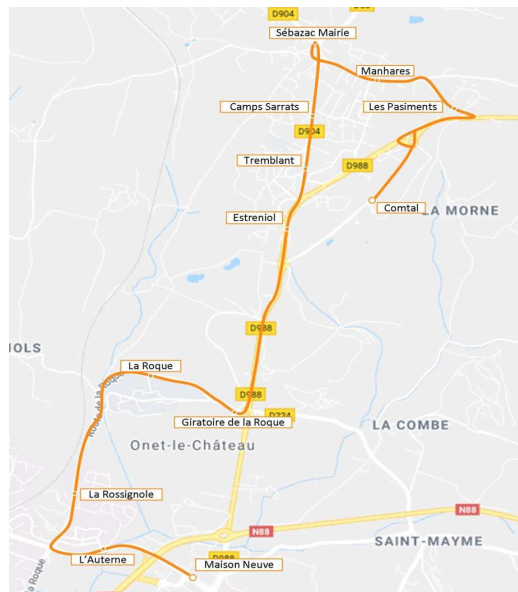 D904
Sébazac Mairie
Manhares
Camps Sarrats
Les Pasiments
D904
Tremblant
D988
Comtal
LA MORNE
Estreniol
D988
IOLS
La Roque
Route de la Roque
D988
Giratoire de la Roque
D224
LA COMBE
Onet-le-Château
La Rossignole
N88
N88
SAINT-MAYME
L'Auterne
D988
Maison Neuve
la Roque